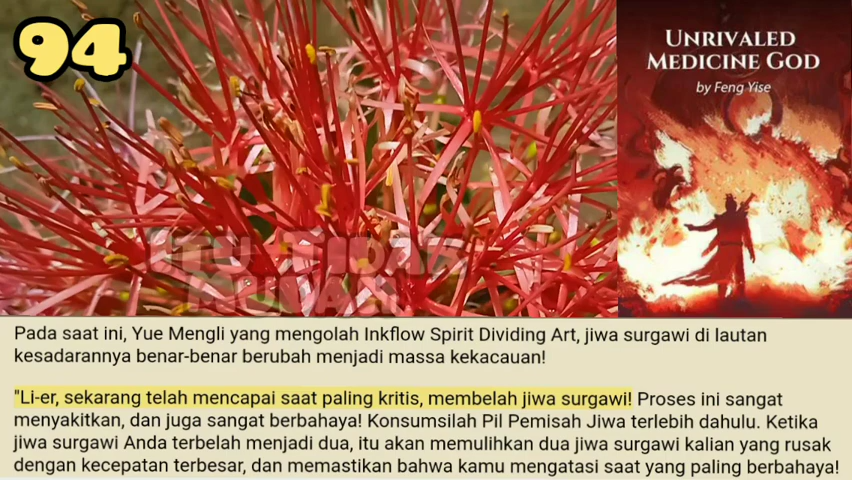 94
UNRIVALED
MEDICINE GOD
by Feng Yise
ITU TIDAK
MUDAH.
Pada saat ini, Yue Mengli yang mengolah Inkflow Spirit Dividing Art, jiwa surgawi di lautan
kesadarannya benar-benar berubah menjadi massa kekacauan!
"Li-er, sekarang telah mencapai saat paling kritis, membelah jiwa surgawi! Proses ini sangat
menyakitkan, dan juga sangat berbahaya! Konsumsilah Pil Pemisah Jiwa terlebih dahulu. Ketika
jiwa surgawi Anda terbelah menjadi dua, itu akan memulihkan dua jiwa surgawi kalian yang rusak
dengan kecepatan terbesar, dan memastikan bahwa kamu mengatasi saat yang paling berbahaya!